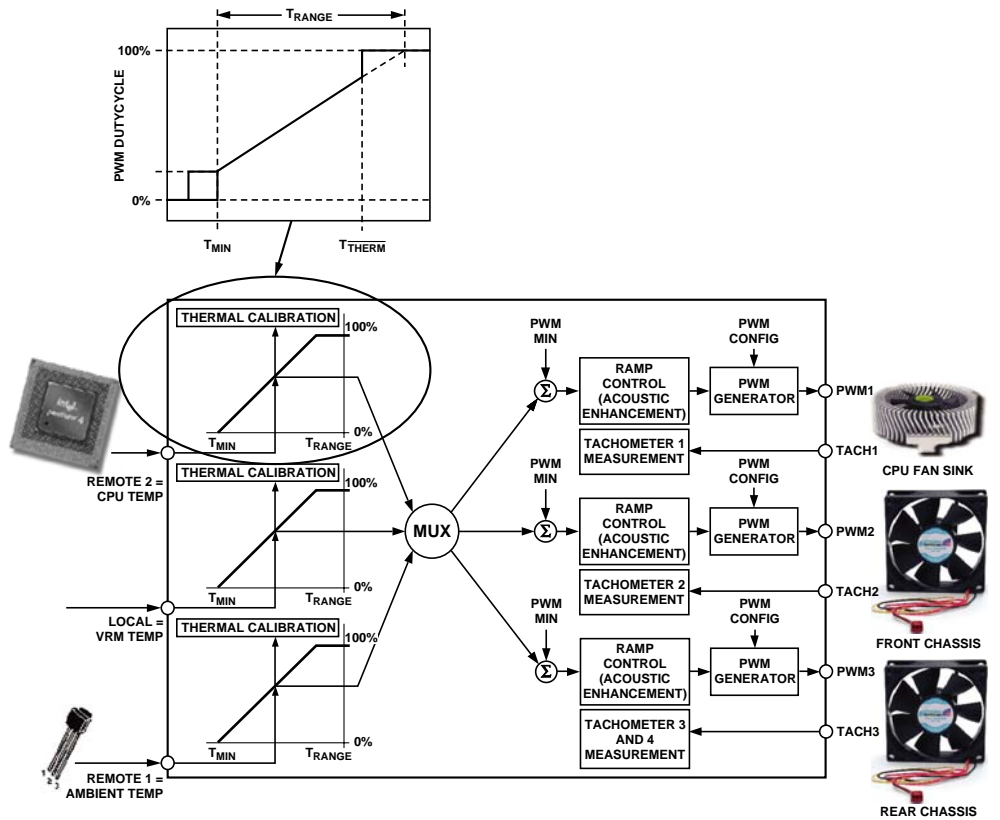 TRANGE
100%
PWM DUTYCYCLE
0%
TMIN
TTHERM
THERMAL CALIBRATION
100%
0%
TMIN
TRANGE
REMOTE 2 =
CPU TEMP
THERMAL CALIBRATION
100%
0%
TMIN
TRANGE
LOCAL =
VRM TEMP
THERMAL CALIBRATION
100%
0%
TMIN
TRANGE
REMOTE 1 =
AMBIENT TEMP
MUX
PWM
MIN
Σ
RAMP
CONTROL
(ACOUSTIC
ENHANCEMENT)
PWM
CONFIG
PWM
GENERATOR
PWM1
TACHOMETER 1
MEASUREMENT
TACH1
CPU FAN SINK
PWM
MIN
Σ
RAMP
CONTROL
(ACOUSTIC
ENHANCEMENT)
PWM
CONFIG
PWM
GENERATOR
PWM2
TACHOMETER 2
MEASUREMENT
TACH2
FRONT CHASSIS
PWM
MIN
Σ
RAMP
CONTROL
(ACOUSTIC
ENHANCEMENT)
PWM
CONFIG
PWM
GENERATOR
PWM3
TACHOMETER 3
AND 4
MEASUREMENT
TACH3
REAR CHASSIS
intel
pentium 4